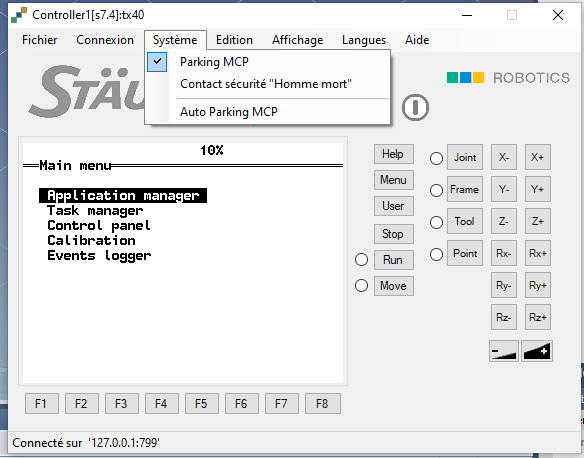 Controller1[s7.4]:tx40
Fichier Connexion Système Edition Affichage Langues Aide
Parking MCP
Contact sécurité "Homme mort"
Auto Parking MCP
STÄU
ROBOTICS
10%
Main menu
Application manager
Task manager
Control panel
Calibration
Events logger
Help
Menu
User
Stop
Run
Move
Joint X- X+
Frame Y- Y+
Tool Z- Z+
Point Rx- Rx+
Ry- Ry+
Rz- Rz+
- +
F1 F2 F3 F4 F5 F6 F7 F8
Connecté sur '127.0.0.1:799'